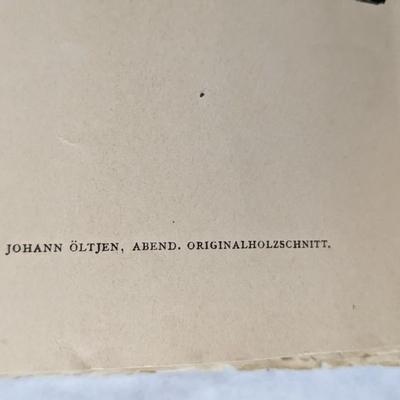 JOHANN ÖLTJEN, ABEND. ORIGINALHOLZSCHNITT.